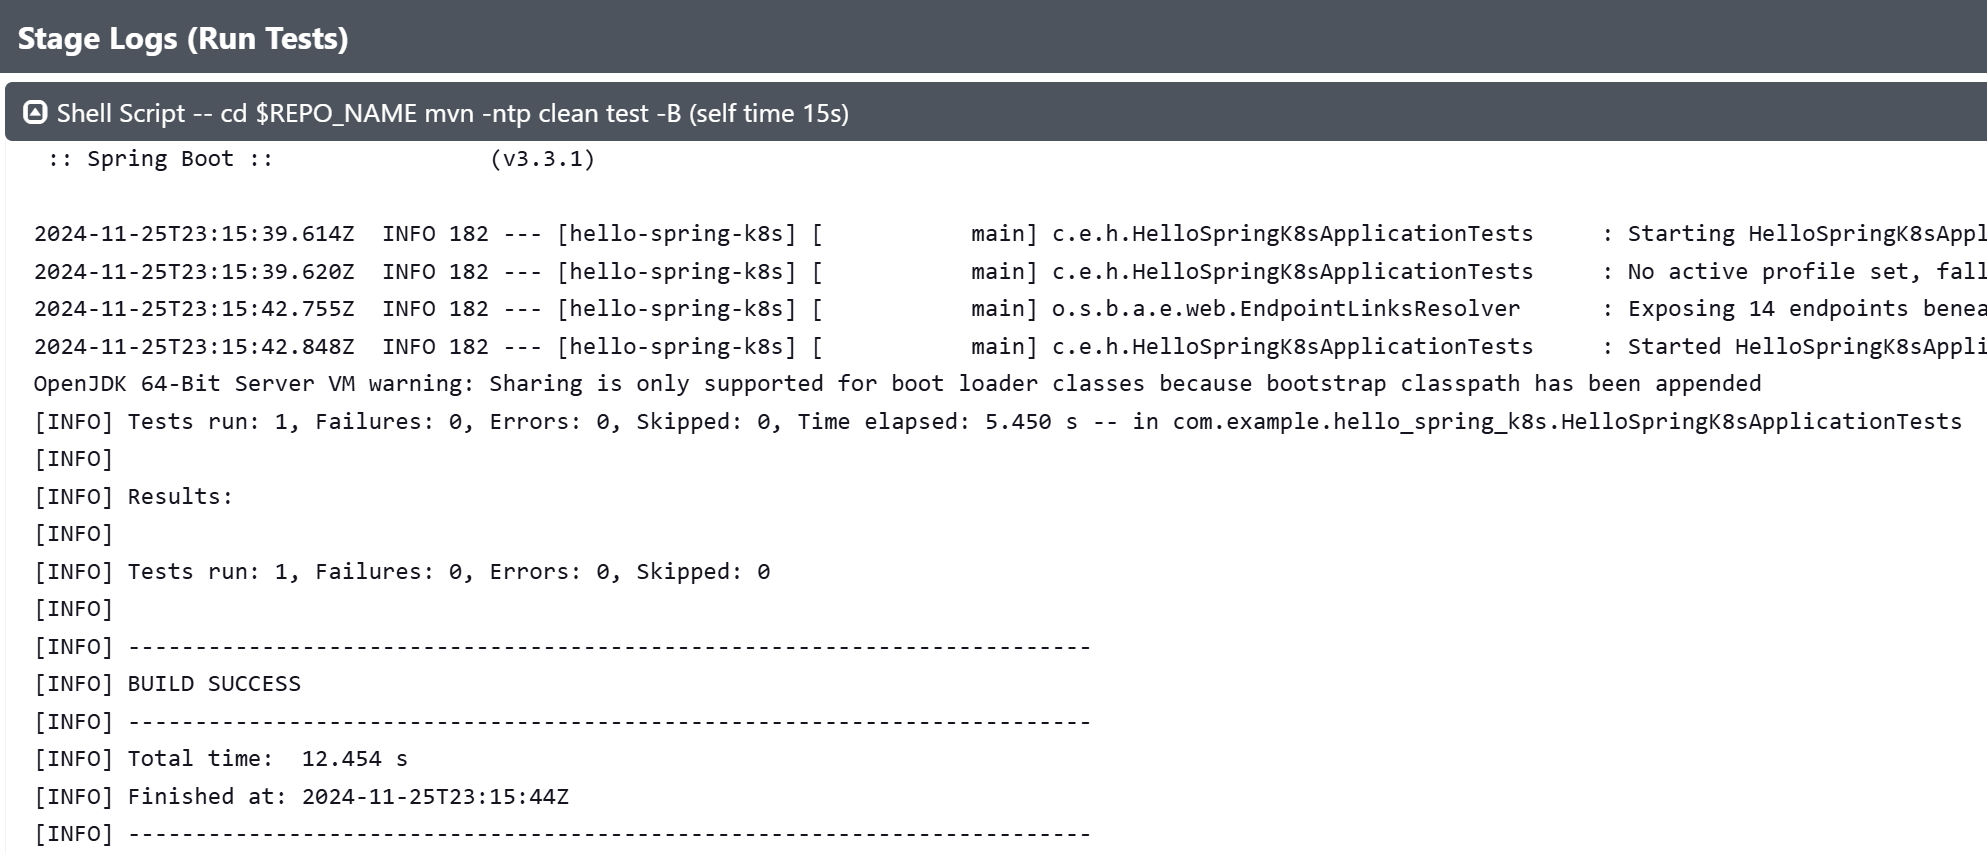 Stage Logs (Run Tests)
Shell Script -- cd $REPO_NAME mvn -ntp clean test -B (self time 15s)
:: Spring Boot ::                (v3.3.1)
2024-11-25T23:15:39.614Z  INFO 182 --- [hello-spring-k8s] [           main] c.e.h.HelloSpringK8sApplicationTests     : Starting HelloSpringK8sAppl
2024-11-25T23:15:39.620Z  INFO 182 --- [hello-spring-k8s] [           main] c.e.h.HelloSpringK8sApplicationTests     : No active profile set, fall
2024-11-25T23:15:42.755Z  INFO 182 --- [hello-spring-k8s] [           main] o.s.b.a.e.web.EndpointLinksResolver      : Exposing 14 endpoints benea
2024-11-25T23:15:42.848Z  INFO 182 --- [hello-spring-k8s] [           main] c.e.h.HelloSpringK8sApplicationTests     : Started HelloSpringK8sAppli
OpenJDK 64-Bit Server VM warning: Sharing is only supported for boot loader classes because bootstrap classpath has been appended
[INFO] Tests run: 1, Failures: 0, Errors: 0, Skipped: 0, Time elapsed: 5.450 s -- in com.example.hello_spring_k8s.HelloSpringK8sApplicationTests
[INFO]
[INFO] Results:
[INFO]
[INFO] Tests run: 1, Failures: 0, Errors: 0, Skipped: 0
[INFO]
[INFO] ------------------------------------------------------------------------
[INFO] BUILD SUCCESS
[INFO] ------------------------------------------------------------------------
[INFO] Total time:  12.454 s
[INFO] Finished at: 2024-11-25T23:15:44Z
[INFO] ------------------------------------------------------------------------